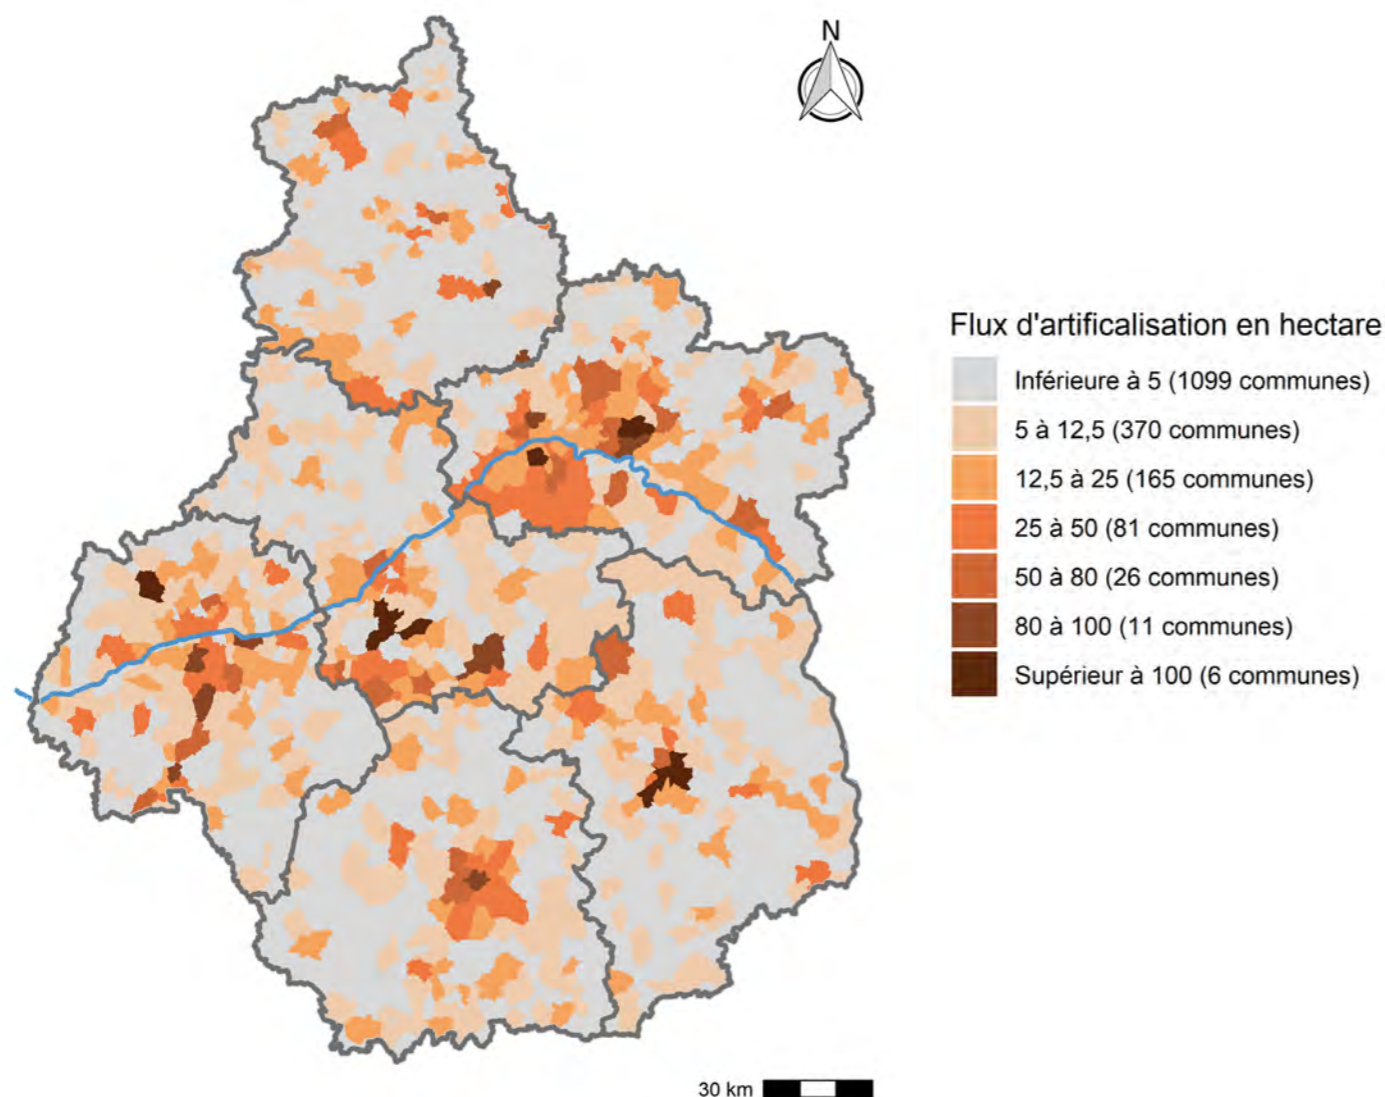 N
Flux d'artificalisation en hectare
Inférieure à 5 (1099 communes)
5 à 12,5 (370 communes)
12,5 à 25 (165 communes)
25 à 50 (81 communes)
50 à 80 (26 communes)
80 à 100 (11 communes)
Supérieur à 100 (6 communes)
30 km